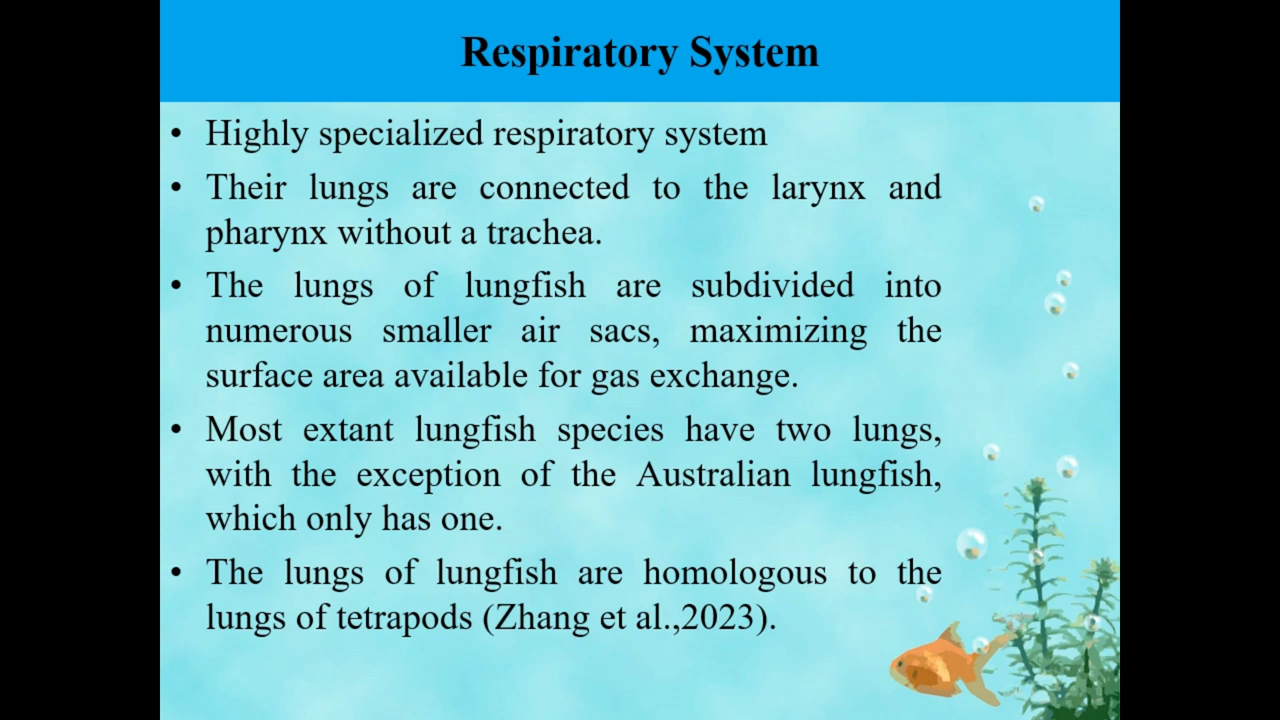 Respiratory System
• Highly specialized respiratory system
• Their lungs are connected to the larynx and
pharynx without a trachea.
• The lungs of lungfish are subdivided into
numerous smaller air sacs, maximizing the
surface area available for gas exchange.
• Most extant lungfish species have two lungs,
with the exception of the Australian lungfish,
which only has one.
• The lungs of lungfish are homologous to the
lungs of tetrapods (Zhang et al.,2023).